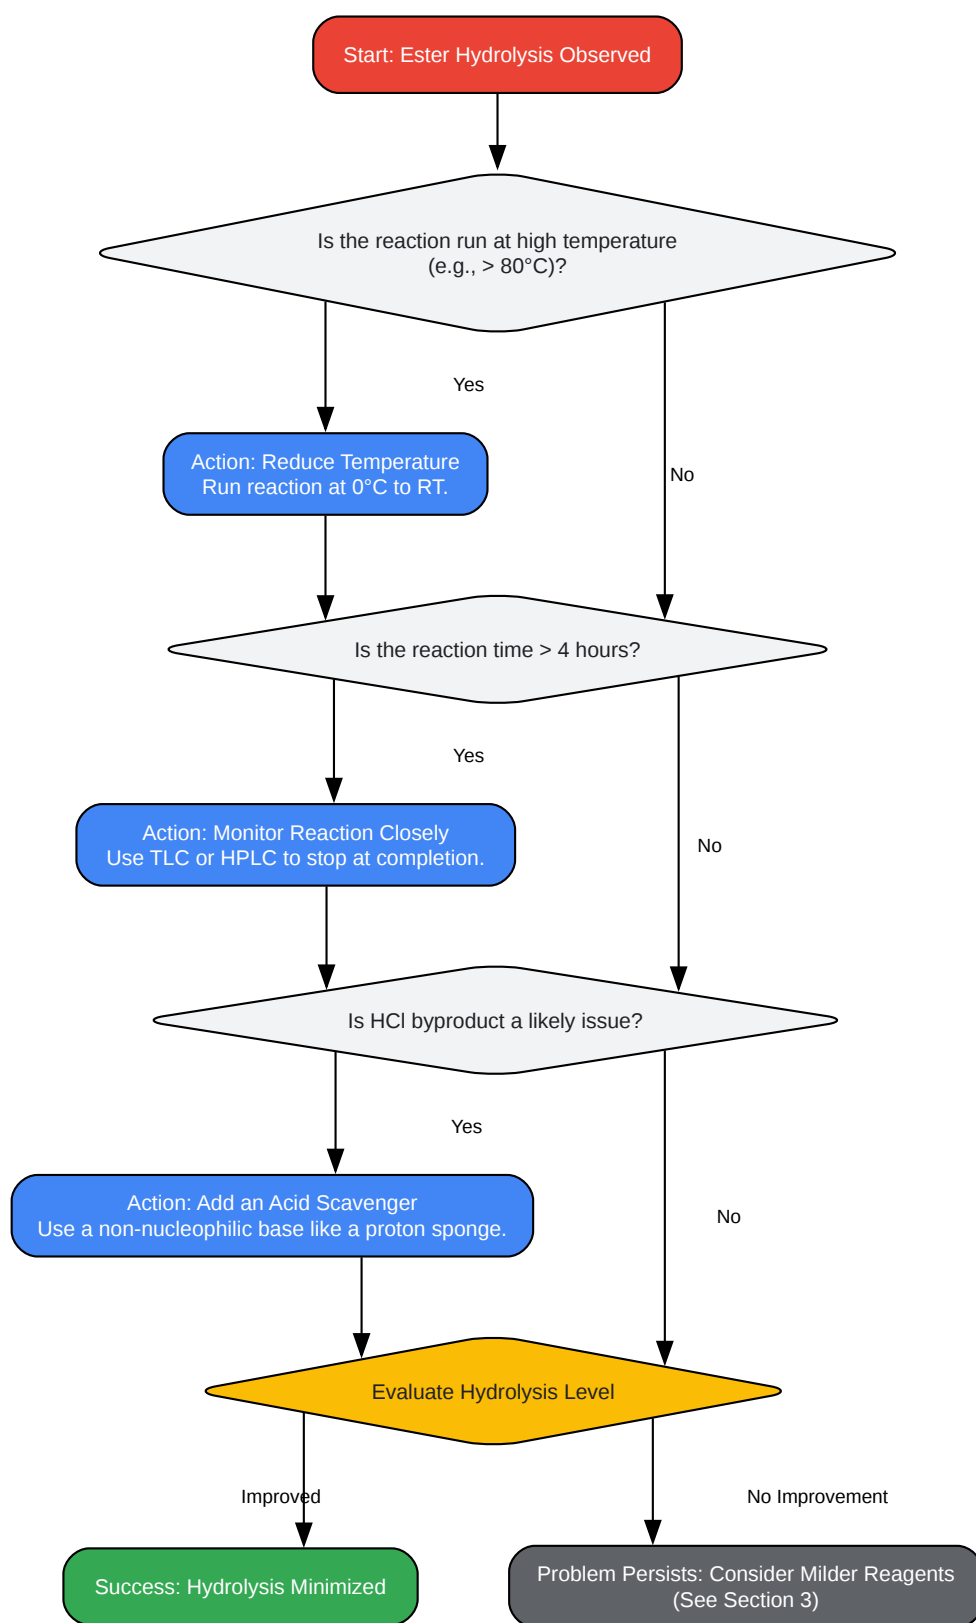 Start: Ester Hydrolysis Observed
Is the reaction run at high temperature
(e.g., > 80°C)?
Yes
Action: Reduce Temperature
Run reaction at 0°C to RT.
No
Is the reaction time > 4 hours?
Yes
Action: Monitor Reaction Closely
Use TLC or HPLC to stop at completion.
No
Is HCl byproduct a likely issue?
Yes
Action: Add an Acid Scavenger
Use a non-nucleophilic base like a proton sponge.
No
Evaluate Hydrolysis Level
Improved
No Improvement
Success: Hydrolysis Minimized
Problem Persists: Consider Milder Reagents
(See Section 3)